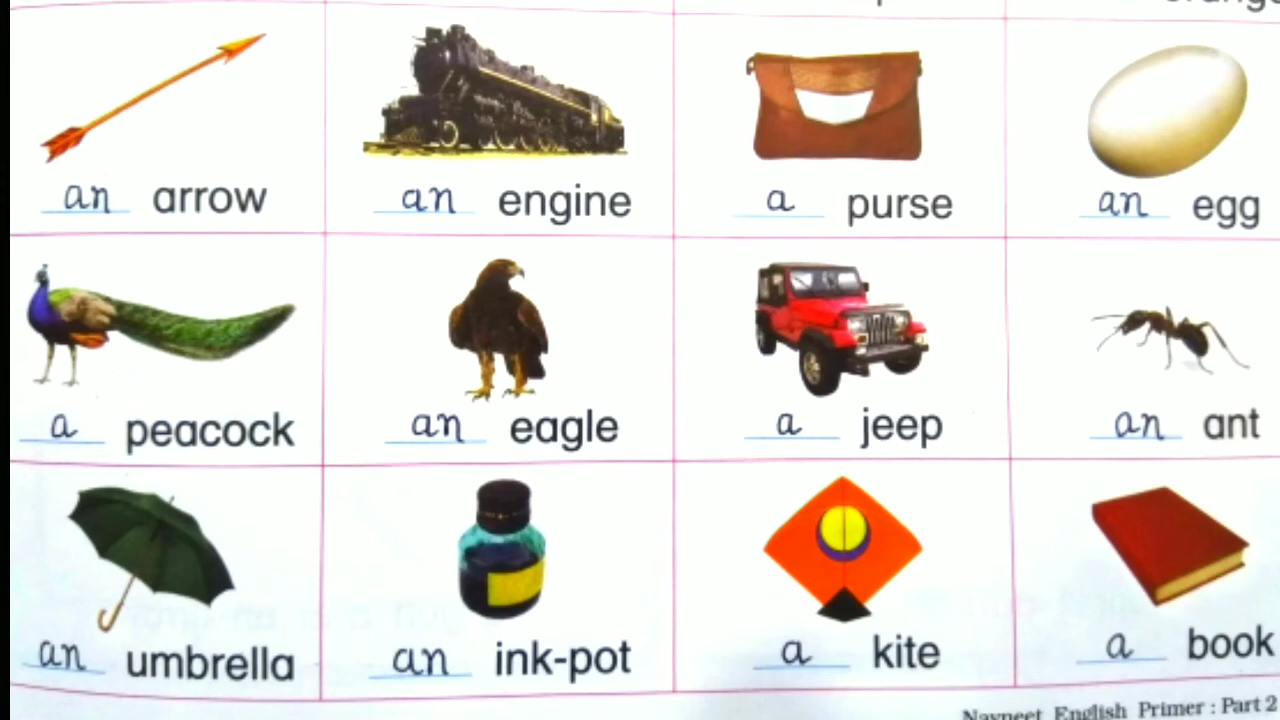 an arrow an engine a purse an egg
a peacock an eagle a jeep an ant
an umbrella an ink-pot a kite a book
Navneet English Primer : Part 2